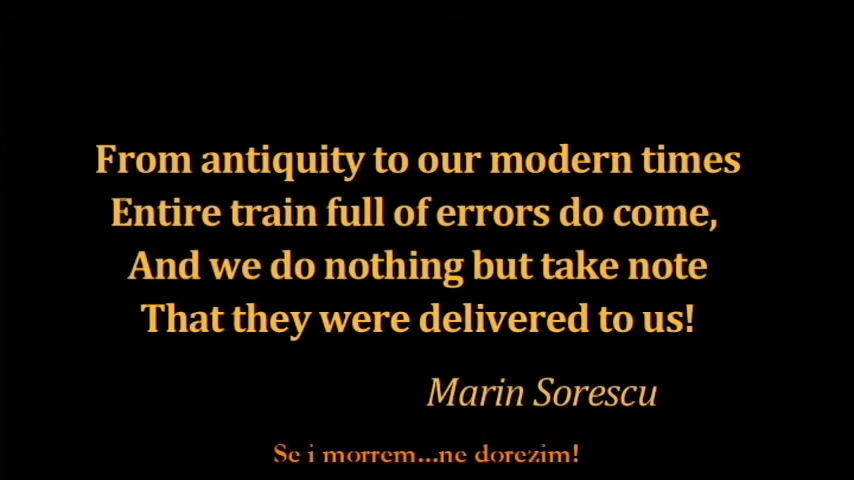 From antiquity to our modern times
Entire train full of errors do come,
And we do nothing but take note
That they were delivered to us!
Marin Sorescu
Se i morrem...ne dorezim!